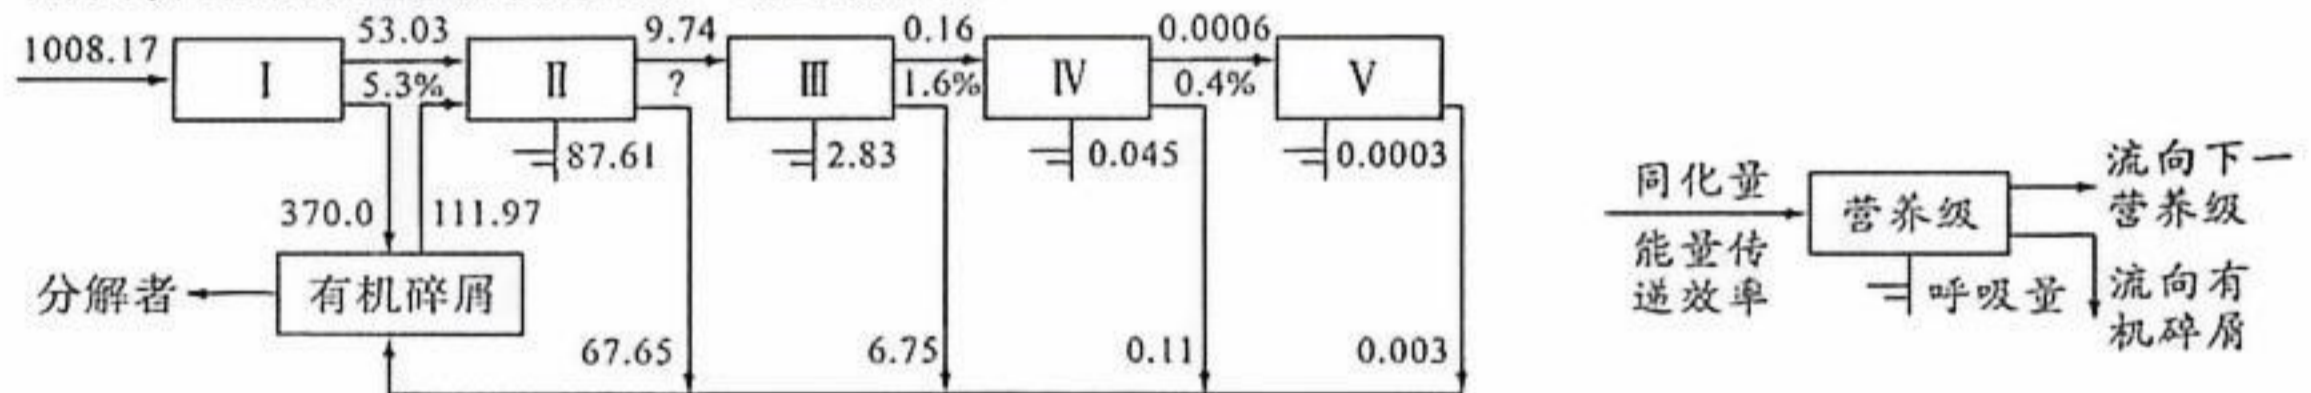 1008.17
I
53.03
5.3%
II
9.74
?
III
0.16
1.6%
IV
0.0006
0.4%
V
87.61
2.83
0.045
0.0003
370.0
111.97
分解者
有机碎屑
67.65
6.75
0.11
0.003
同化量
能量传
递效率
营养级
呼吸量
流向下一
营养级
流向有
机碎屑